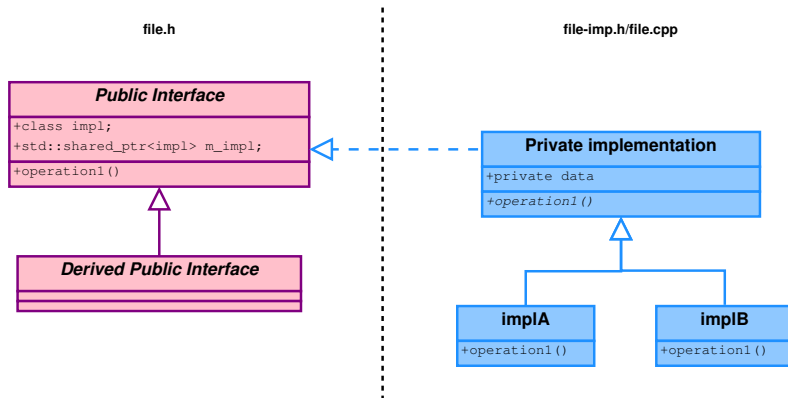 file.h
file-imp.h/file.cpp
Public Interface
+class impl;
+std::shared_ptr<impl> m_impl;
+operation1()
Derived Public Interface
Private implementation
+private data
+operation1()
implA
+operation1()
implB
+operation1()